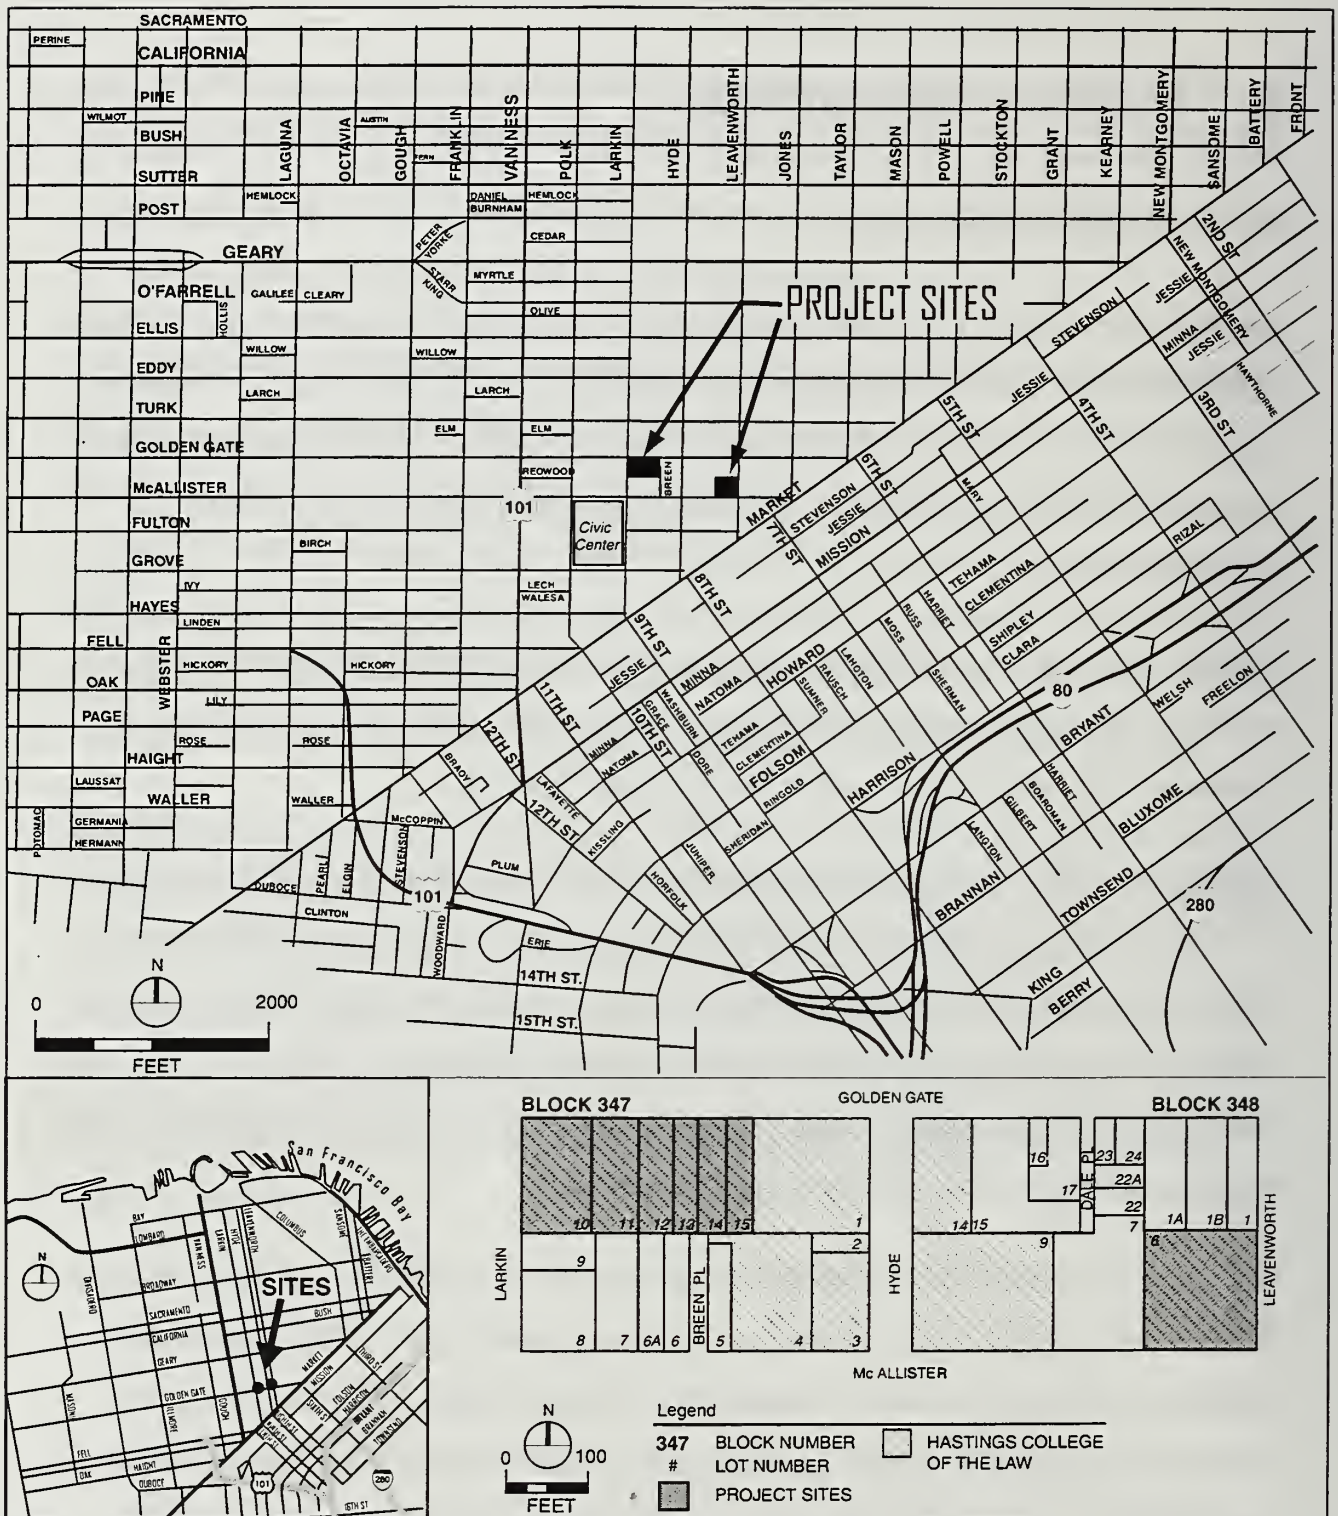 SACRAMENTO
PERINE
CALIFORNIA
PINE
WILMOT
AUSTIN
BUSH
FERN
SUTTER
HEMLOCK
DANIEL BURNHAM
HEMLOCK
POST
LAGUNA
OCTAVIA
GOUGH
FRANKLIN
VAN NESS
POLK
LARKIN
HYDE
LEAVENWORTH
JONES
TAYLOR
MASON
POWELL
STOCKTON
GRANT
KEARNEY
NEW MONTGOMERY
SANSOME
BATTERY
FRONT
PETER YORKE
CEDAR
GEARY
STARR KING
MYRTLE
O'FARRELL
GALILEE
CLEARY
HOLLIS
OLIVE
PROJECT SITES
ELLIS
WILLOW
WILLOW
EDDY
LARCH
LARCH
TURK
ELM
ELM
GOLDEN GATE
REDWOOD
BREEN
McALLISTER
101
FULTON
Civic
Center
BIRCH
GROVE
IVY
LECH
WALESA
HAYES
LINDEN
FELL
WEBSTER
HICKORY
HICKORY
OAK
LILY
PAGE
ROSE
ROSE
HAIGHT
LAUSSAT
WALLER
WALLER
POTOMAC
GERMANIA
HERMANN
McCOPPIN
STEVENSON
PEARL
ELGIN
DUBOCE
101
CLINTON
WOODWARD
PLUM
ERIE
14TH ST.
15TH ST.
BRADY
12TH ST
11TH ST
LAFAYETTE
12TH ST
KISSLING
MINNA
NATOMA
JESSIE
9TH ST
GRACE
WASHBURN
10TH ST
DORE
MINNA
NATOMA
8TH ST
HOWARD
TEHAMA
CLEMENTINA
FOLSOM
RINGOLD
SHERIDAN
JUNIPER
HORFOLK
SUMNER
RAUSCH
LAHOTON
HARRISON
MARKET
7TH ST
STEVENSON
JESSIE
MISSION
6TH ST
5TH ST
JESSIE
STEVENSON
MARY
4TH ST
3RD ST
HAWTHORNE
2ND ST
NEW MONTGOMERY
JESSIE
MINNA
JESSIE
MOSS
RUSS
HARRIET
SHERMAN
TEHAMA
CLEMENTINA
SHIPLEY
CLARA
RIZAL
80
BRYANT
WELSH
FREELON
HARRIET
BOARDMAN
GILBERT
LANGTON
BLUXOME
BRANNAN
TOWNSEND
280
KING
BERRY
N
0
2000
FEET
San Francisco Bay
BAY
LOMBARD
VAN NESS
LARKIN
HYDE
LEAVENWORTH
COLUMBUS
SANSOME
THE EMBARCADERO
BATTERY
N
DIVISADERO
BROADWAY
SITES
SACRAMENTO
BUSH
CALIFORNIA
GEARY
MARKET
MISSION
THIRD ST
MASONIC
GOLDEN GATE
FILLMORE
GOUGH
FOLSOM
HARRISON
BRYANT
BRANNAN
TOWNSEND
SIXTH ST
FELL
OAK
HAIGHT
DUBOCE
101
280
16TH ST
BLOCK 347
GOLDEN GATE
BLOCK 348
10
11
12
13
14
15
1
2
9
8
7
6A
6
BREEN PL
5
4
3
LARKIN
HYDE
14
15
16
17
DALE PL
23
24
22A
22
7
1A
1B
1
9
6
LEAVENWORTH
Mc ALLISTER
N
0
100
FEET
Legend
347 BLOCK NUMBER
# LOT NUMBER
PROJECT SITES
HASTINGS COLLEGE
OF THE LAW